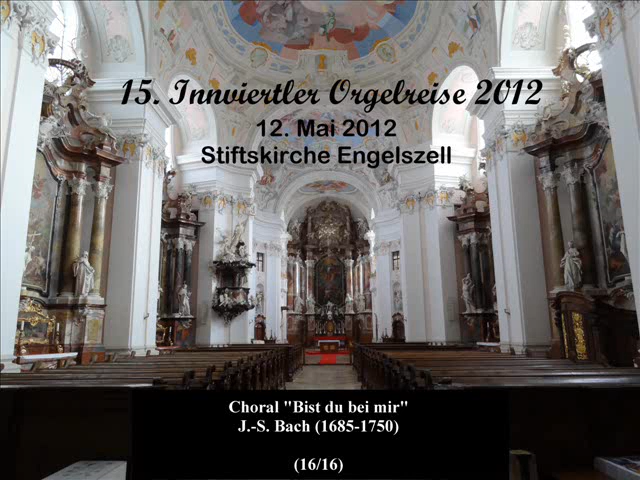 15. Innviertler Orgelreise 2012
12. Mai 2012
Stiftskirche Engelszell
Choral "Bist du bei mir"
J.-S. Bach (1685-1750)
(16/16)